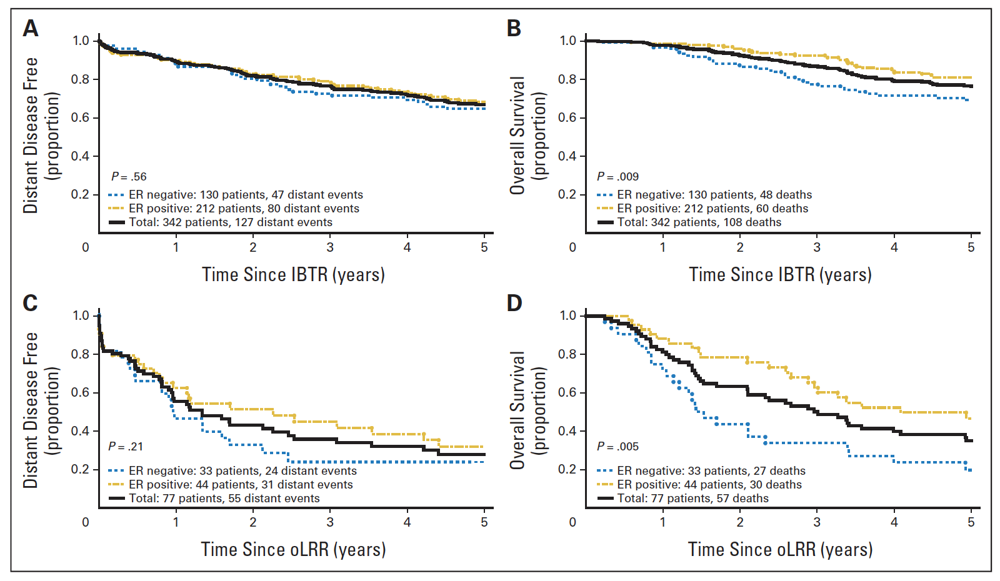 A
Distant Disease Free
(proportion)
1.0
0.8
0.6
0.4
0.2
0
P = .56
ER negative: 130 patients, 47 distant events
ER positive: 212 patients, 80 distant events
Total: 342 patients, 127 distant events
1 2 3 4 5
Time Since IBTR (years)
B
Overall Survival
(proportion)
1.0
0.8
0.6
0.4
0.2
0
P = .009
ER negative: 130 patients, 48 deaths
ER positive: 212 patients, 60 deaths
Total: 342 patients, 108 deaths
1 2 3 4 5
Time Since IBTR (years)
C
Distant Disease Free
(proportion)
1.0
0.8
0.6
0.4
0.2
0
P = .21
ER negative: 33 patients, 24 distant events
ER positive: 44 patients, 31 distant events
Total: 77 patients, 55 distant events
1 2 3 4 5
Time Since oLRR (years)
D
Overall Survival
(proportion)
1.0
0.8
0.6
0.4
0.2
0
P = .005
ER negative: 33 patients, 27 deaths
ER positive: 44 patients, 30 deaths
Total: 77 patients, 57 deaths
1 2 3 4 5
Time Since oLRR (years)